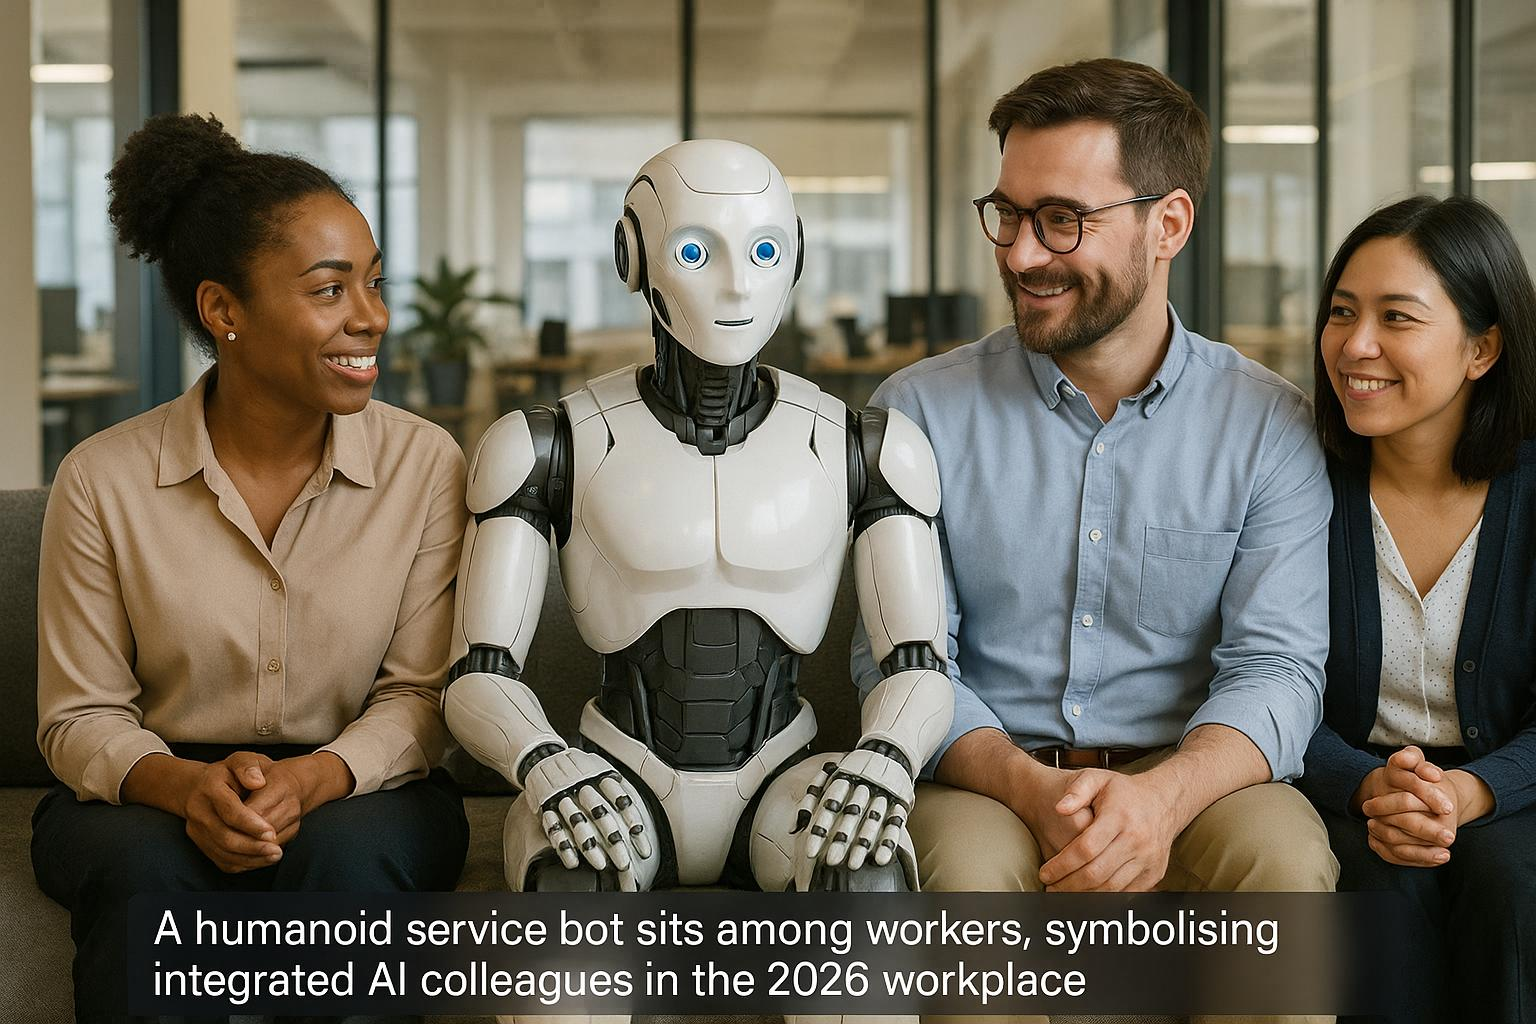 A humanoid service bot sits among workers, symbolising
integrated AI colleagues in the 2026 workplace